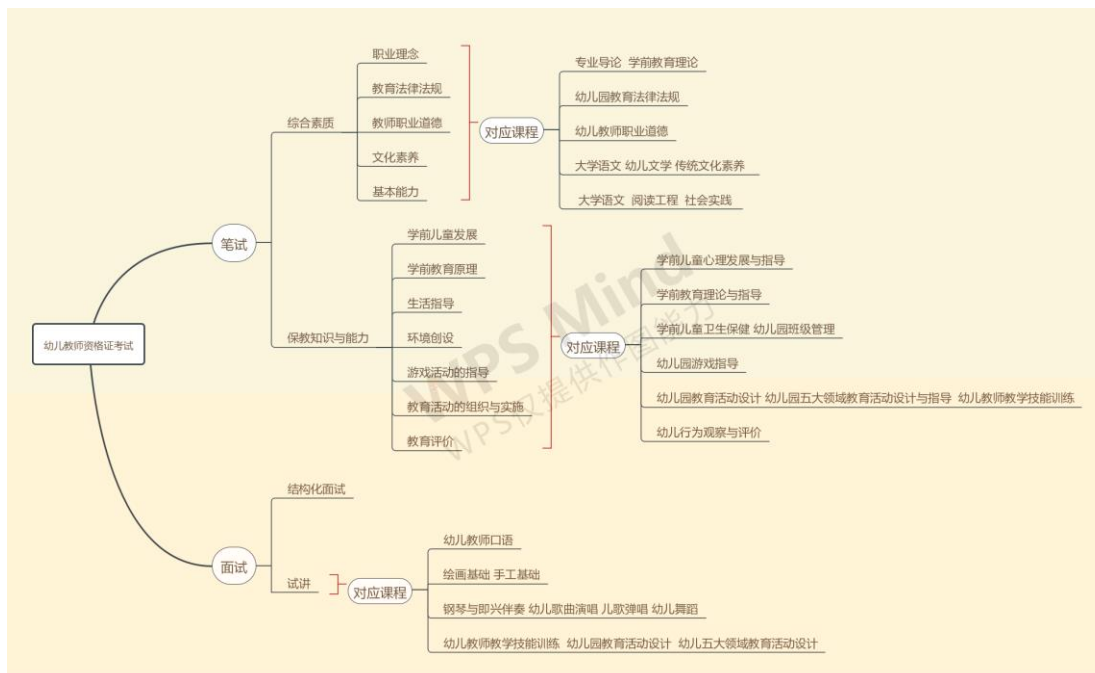 幼儿教师资格证考试
笔试
综合素质
职业理念
教育法律法规
教师职业道德
文化素养
基本能力
对应课程
专业导论 学前教育理论
幼儿园教育法律法规
幼儿教师职业道德
大学语文 幼儿文学 传统文化素养
大学语文 阅读工程 社会实践
保教知识与能力
学前儿童发展
学前教育原理
生活指导
环境创设
游戏活动的指导
教育活动的组织与实施
教育评价
对应课程
学前儿童心理发展与指导
学前教育理论与指导
学前儿童卫生保健 幼儿园班级管理
幼儿园游戏指导
幼儿园教育活动设计 幼儿园五大领域教育活动设计与指导 幼儿教师教学技能训练
幼儿行为观察与评价
面试
结构化面试
试讲
对应课程
幼儿教师口语
绘画基础 手工基础
钢琴与即兴伴奏 幼儿歌曲演唱 儿歌弹唱 幼儿舞蹈
幼儿教师教学技能训练 幼儿园教育活动设计 幼儿五大领域教育活动设计
WPS Mind
WPS仅提供作图能力